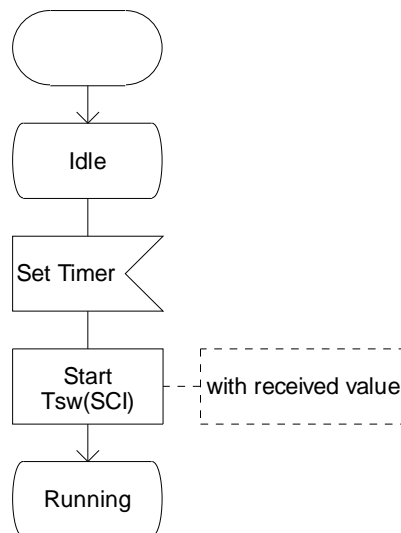 Idle
Set Timer
Start
Tsw(SCI)
with received value
Running